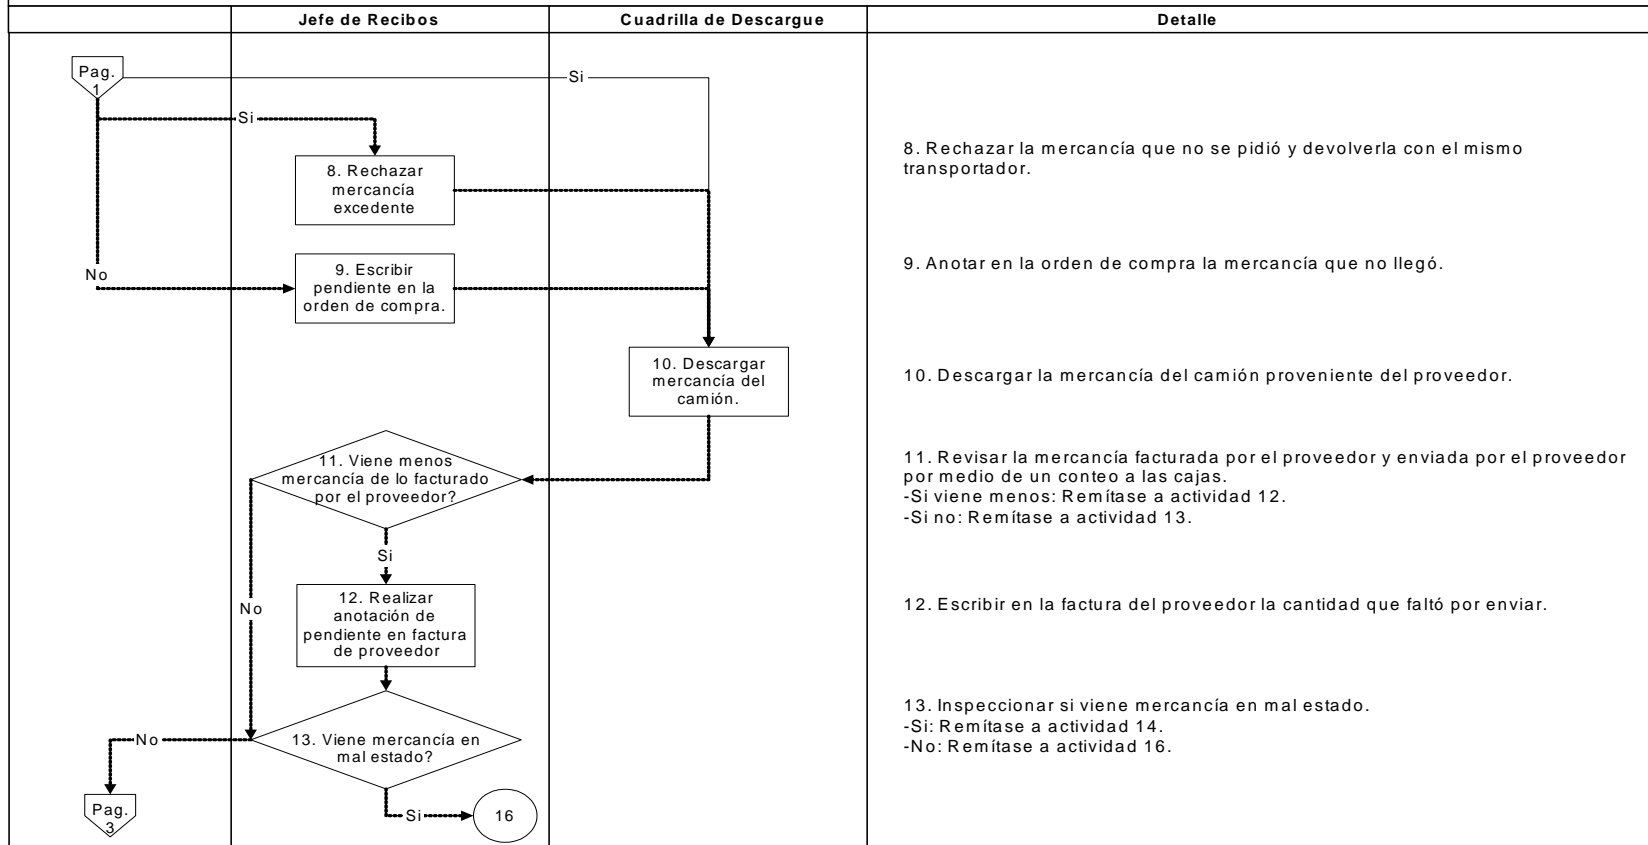 Jefe de Recibos
Cuadrilla de Descargue
Detalle
Pag.
1
Si
Si
8. Rechazar
mercancía
excedente
8. Rechazar la mercancía que no se pidió y devolverla con el mismo
transportador.
No
9. Escribir
pendiente en la
orden de compra.
9. Anotar en la orden de compra la mercancía que no llegó.
10. Descargar
mercancía del
camión.
10. Descargar la mercancía del camión proveniente del proveedor.
11. Viene menos
mercancía de lo facturado
por el proveedor?
11. Revisar la mercancía facturada por el proveedor y enviada por el proveedor
por medio de un conteo a las cajas.
-Si viene menos: Remítase a actividad 12.
-Si no: Remítase a actividad 13.
Si
No
12. Realizar
anotación de
pendiente en factura
de proveedor
12. Escribir en la factura del proveedor la cantidad que faltó por enviar.
13. Viene mercancía en
mal estado?
13. Inspeccionar si viene mercancía en mal estado.
-Si: Remítase a actividad 14.
-No: Remítase a actividad 16.
No
Pag.
3
Si
16